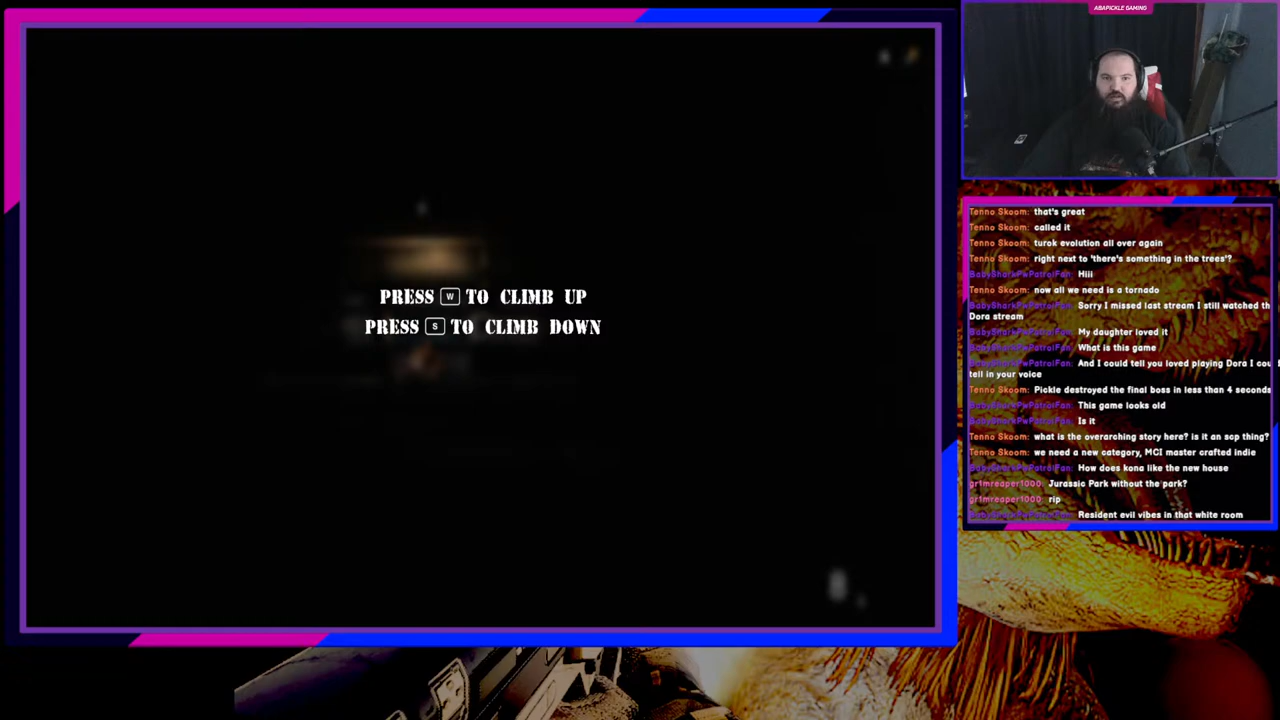 ABAPICKLE GAMING
PRESS W TO CLIMB UP
PRESS S TO CLIMB DOWN
Tenno Skoom: that's great
Tenno Skoom: called it
Tenno Skoom: turok evolution all over again
Tenno Skoom: right next to 'there's something in the trees'?
BabySharkPwPatrolFan: Hiii
Tenno Skoom: now all we need is a tornado
BabySharkPwPatrolFan: Sorry I missed last stream I still watched th
Dora stream
BabySharkPwPatrolFan: My daughter loved it
BabySharkPwPatrolFan: What is this game
BabySharkPwPatrolFan: And I could tell you loved playing Dora I cou
tell in your voice
Tenno Skoom: Pickle destroyed the final boss in less than 4 seconds
BabySharkPwPatrolFan: This game looks old
BabySharkPwPatrolFan: Is it
Tenno Skoom: what is the overarching story here? is it an scp thing?
Tenno Skoom: we need a new category, MCI master crafted indie
BabySharkPwPatrolFan: How does kona like the new house
gr1mreaper1000: Jurassic Park without the park?
gr1mreaper1000: rip
BabySharkPwPatrolFan: Resident evil vibes in that white room